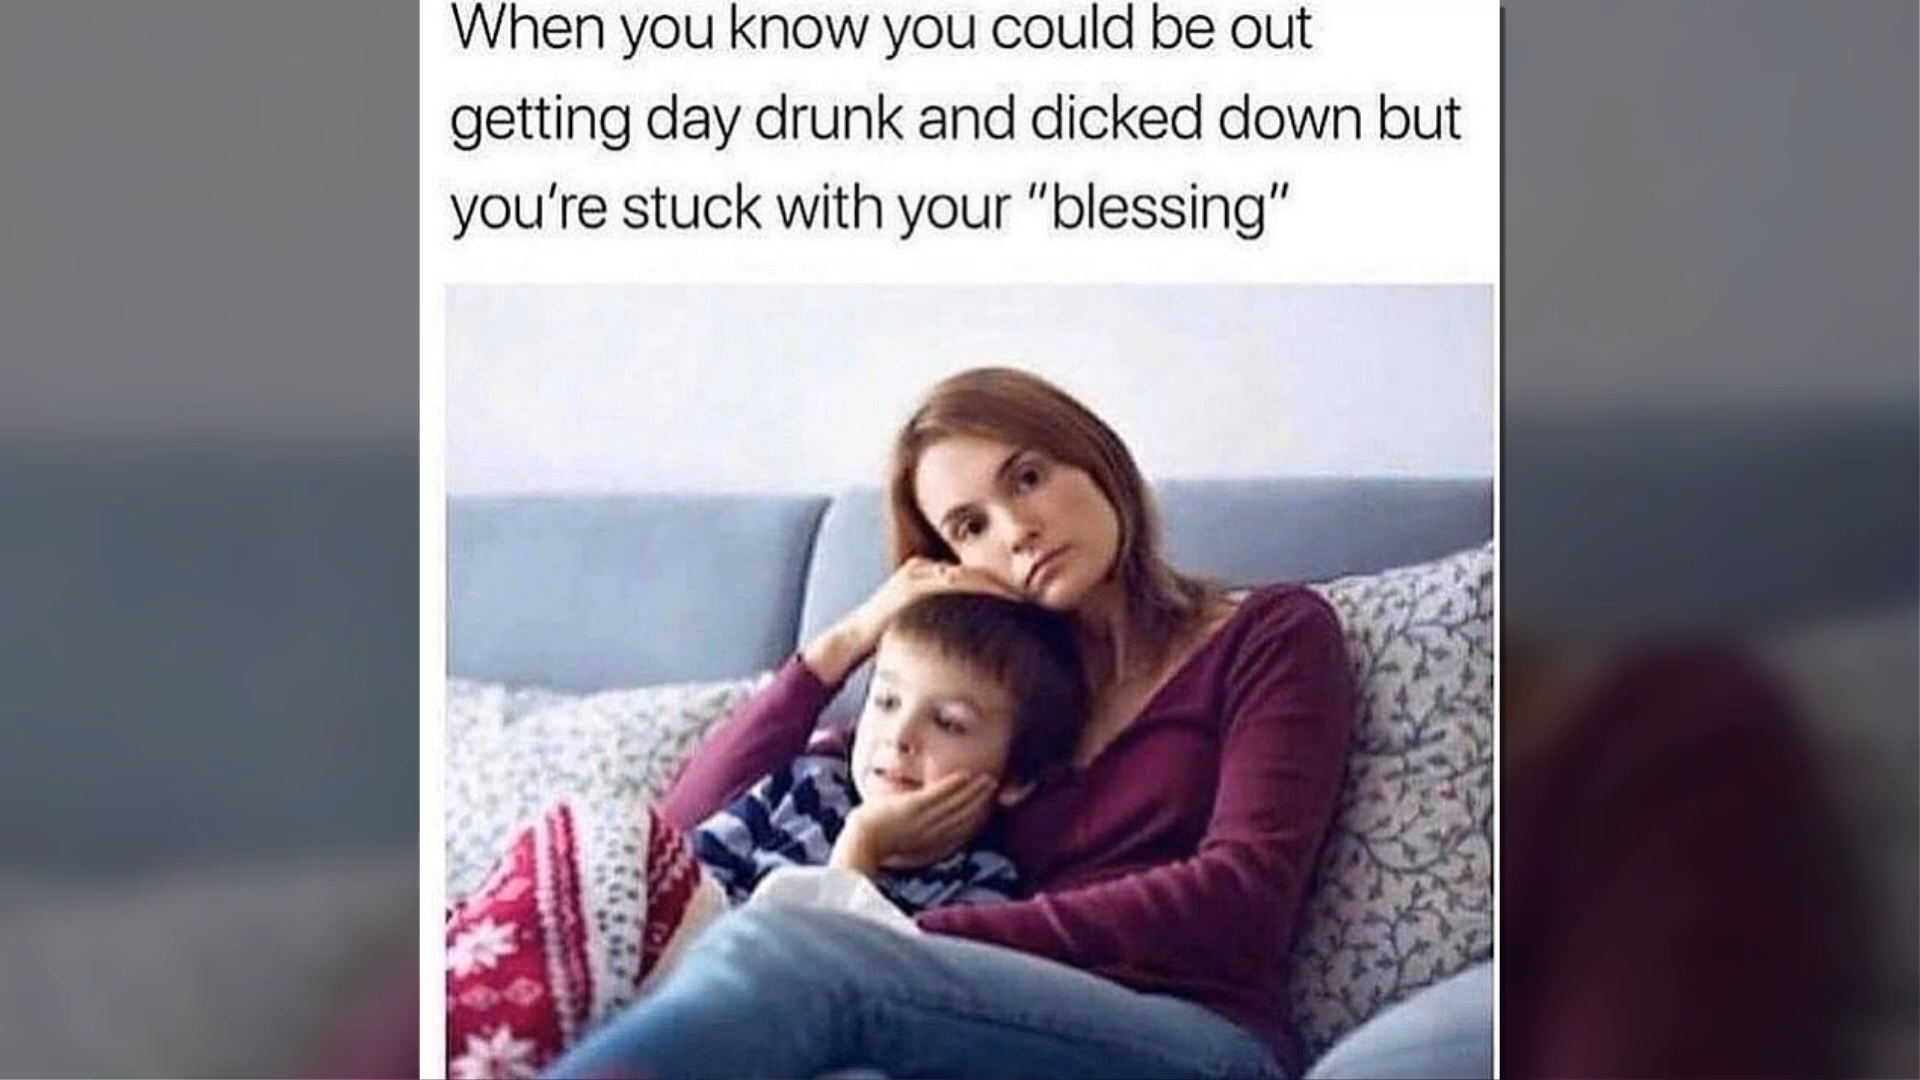 When you know you could be out
getting day drunk and dicked down but
you're stuck with your "blessing"